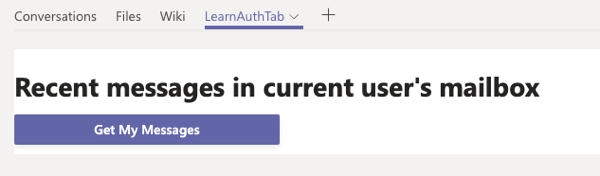 Conversations Files Wiki LearnAuthTab
Recent messages in current user's mailbox
Get My Messages